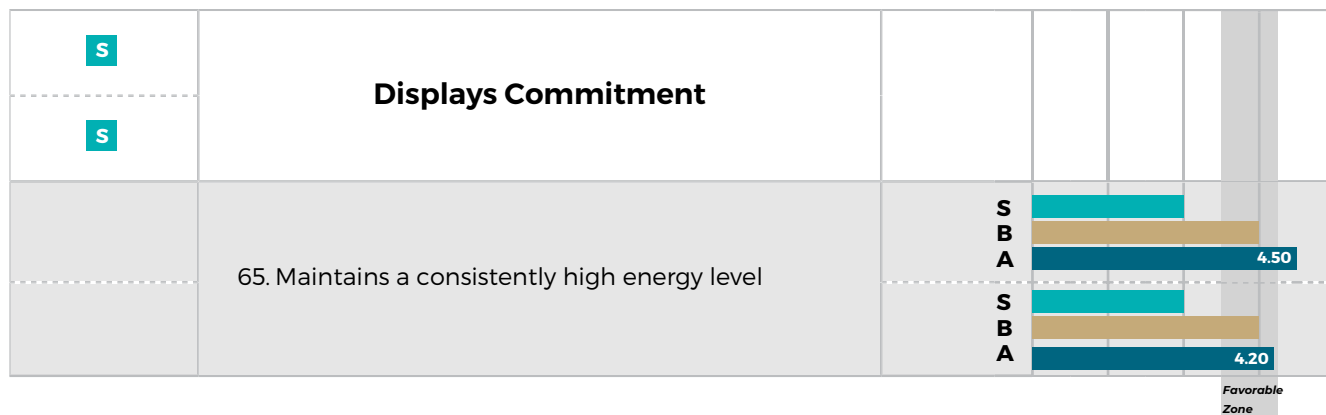 S
Displays Commitment
S
65. Maintains a consistently high energy level
S
B
A 4.50
S
B
A 4.20
Favorable
Zone